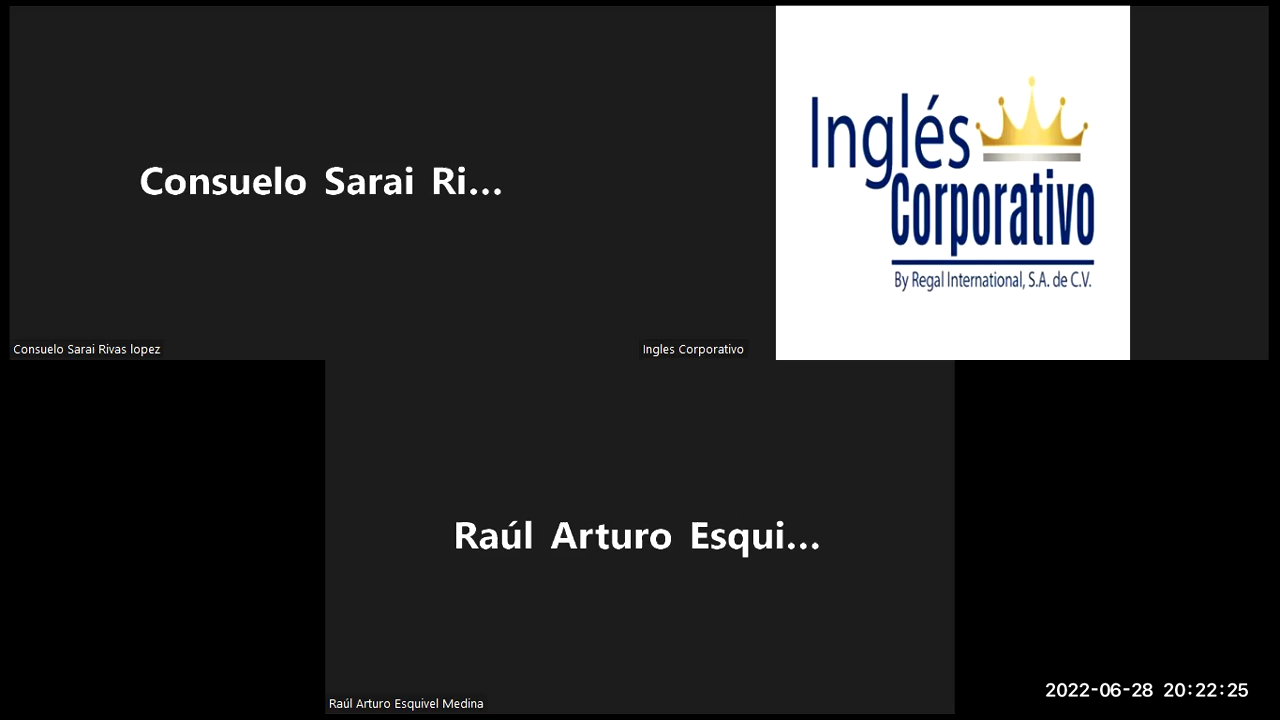 Consuelo Sarai Ri...
Consuelo Sarai Rivas lopez
Inglés
Corporativo
By Regal International, S.A. de C.V.
Ingles Corporativo
Raúl Arturo Esqui...
Raúl Arturo Esquivel Medina
2022-06-28 20:22:25